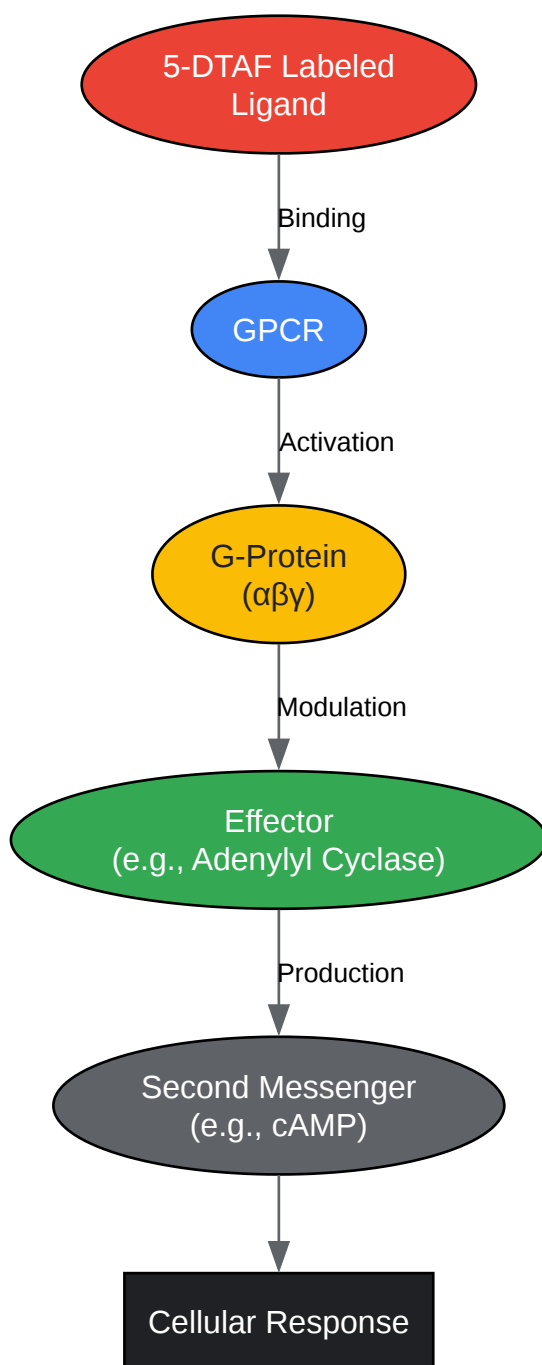 5-DTAF Labeled
Ligand
Binding
GPCR
Activation
G-Protein
(αβγ)
Modulation
Effector
(e.g., Adenylyl Cyclase)
Production
Second Messenger
(e.g., cAMP)
Cellular Response